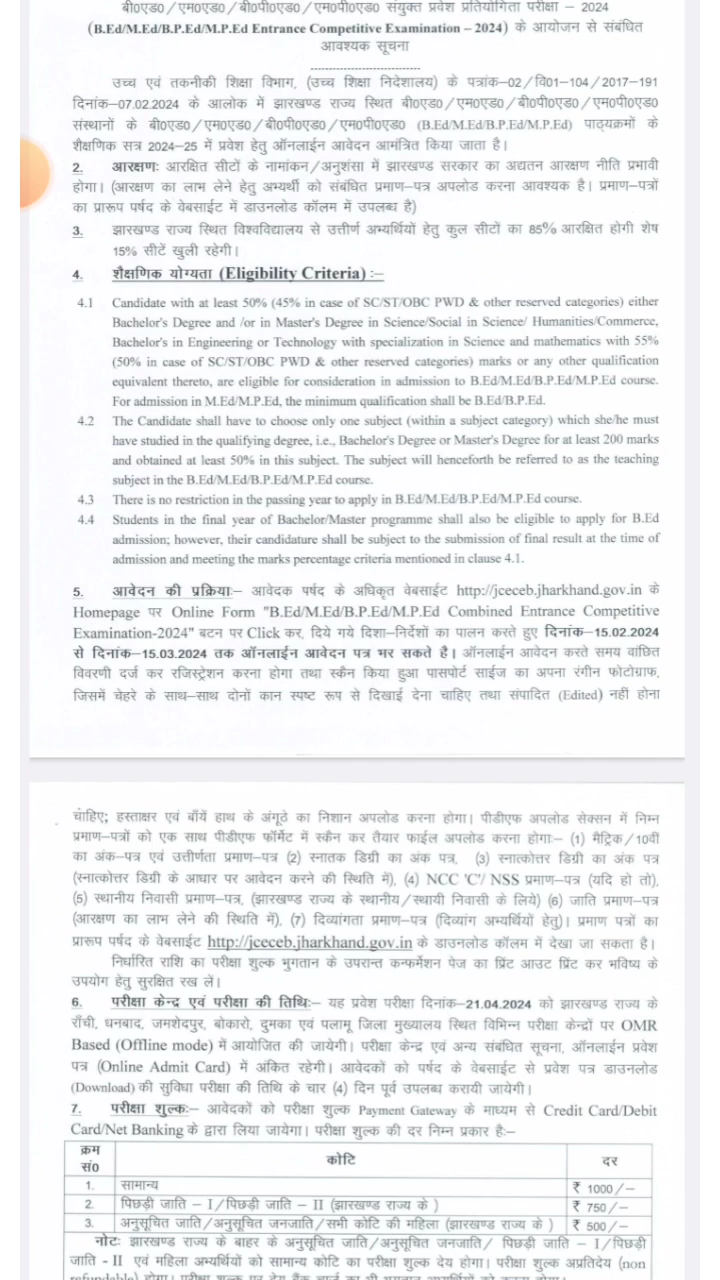 बी०एड०/एम०एड०/बी०पी०एड०/एम०पी०एड० संयुक्त प्रवेश प्रतियोगिता परीक्षा – 2024
(B.Ed/M.Ed/B.P.Ed/M.P.Ed Entrance Competitive Examination – 2024) के आयोजन से संबंधित
आवश्यक सूचना
..............................
उच्च एवं तकनीकी शिक्षा विभाग, (उच्च शिक्षा निदेशालय) के पत्रांक–02/वि01–104/2017–191
दिनांक–07.02.2024 के आलोक में झारखण्ड राज्य स्थित बी०एड०/एम०एड०/बी०पी०एड०/एम०पी०एड०
संस्थानों के बी०एड०/एम०एड०/बी०पी०एड०/एम०पी०एड० (B.Ed/M.Ed/B.P.Ed/M.P.Ed) पाठ्यक्रमों के
शैक्षणिक सत्र 2024–25 में प्रवेश हेतु ऑनलाईन आवेदन आमंत्रित किया जाता है।
2. आरक्षणः आरक्षित सीटों के नामांकन/अनुशंसा में झारखण्ड सरकार का अद्यतन आरक्षण नीति प्रभावी
होगा। (आरक्षण का लाभ लेने हेतु अभ्यर्थी को संबंधित प्रमाण–पत्र अपलोड करना आवश्यक है। प्रमाण–पत्रों
का प्रारूप पर्षद के वेबसाईट में डाउनलोड कॉलम में उपलब्ध है)
3. झारखण्ड राज्य स्थित विश्वविद्यालय से उत्तीर्ण अभ्यर्थियों हेतु कुल सीटों का 85% आरक्षित होगी शेष
15% सीटें खुली रहेगी।
4. शैक्षणिक योग्यता (Eligibility Criteria) :–
4.1 Candidate with at least 50% (45% in case of SC/ST/OBC PWD & other reserved categories) either
Bachelor's Degree and /or in Master's Degree in Science/Social in Science/ Humanities/Commerce,
Bachelor's in Engineering or Technology with specialization in Science and mathematics with 55%
(50% in case of SC/ST/OBC PWD & other reserved categories) marks or any other qualification
equivalent thereto, are eligible for consideration in admission to B.Ed/M.Ed/B.P.Ed/M.P.Ed course.
For admission in M.Ed/M.P.Ed, the minimum qualification shall be B.Ed/B.P.Ed.
4.2 The Candidate shall have to choose only one subject (within a subject category) which she/he must
have studied in the qualifying degree, i.e., Bachelor's Degree or Master's Degree for at least 200 marks
and obtained at least 50% in this subject. The subject will henceforth be referred to as the teaching
subject in the B.Ed/M.Ed/B.P.Ed/M.P.Ed course.
4.3 There is no restriction in the passing year to apply in B.Ed/M.Ed/B.P.Ed/M.P.Ed course.
4.4 Students in the final year of Bachelor/Master programme shall also be eligible to apply for B.Ed
admission; however, their candidature shall be subject to the submission of final result at the time of
admission and meeting the marks percentage criteria mentioned in clause 4.1.
5. आवेदन की प्रक्रियाः– आवेदक पर्षद के अधिकृत वेबसाईट http://jceceb.jharkhand.gov.in के
Homepage पर Online Form "B.Ed/M.Ed/B.P.Ed/M.P.Ed Combined Entrance Competitive
Examination-2024" बटन पर Click कर, दिये गये दिशा–निर्देशों का पालन करते हुए दिनांक–15.02.2024
से दिनांक–15.03.2024 तक ऑनलाईन आवेदन पत्र भर सकते है। ऑनलाईन आवेदन करते समय वांछित
विवरणी दर्ज कर रजिस्ट्रेशन करना होगा तथा स्कैन किया हुआ पासपोर्ट साईज का अपना रंगीन फोटोग्राफ,
जिसमें चेहरे के साथ–साथ दोनों कान स्पष्ट रूप से दिखाई देना चाहिए तथा संपादित (Edited) नहीं होना
चाहिए; हस्ताक्षर एवं बाँयें हाथ के अंगूठे का निशान अपलोड करना होगा। पीडीएफ अपलोड सेक्सन में निम्न
प्रमाण–पत्रों को एक साथ पीडीएफ फॉर्मेट में स्कैन कर तैयार फाईल अपलोड करना होगाः– (1) मैट्रिक/10वीं
का अंक–पत्र एवं उत्तीर्णता प्रमाण–पत्र (2) स्नातक डिग्री का अंक पत्र, (3) स्नात्कोत्तर डिग्री का अंक पत्र
(स्नात्कोत्तर डिग्री के आधार पर आवेदन करने की स्थिति में), (4) NCC 'C'/ NSS प्रमाण–पत्र (यदि हो तो),
(5) स्थानीय निवासी प्रमाण–पत्र, (झारखण्ड राज्य के स्थानीय/स्थायी निवासी के लिये) (6) जाति प्रमाण–पत्र
(आरक्षण का लाभ लेने की स्थिति में), (7) दिव्यांगता प्रमाण–पत्र (दिव्यांग अभ्यर्थियों हेतु)। प्रमाण पत्रों का
प्रारूप पर्षद के वेबसाईट http://jceceb.jharkhand.gov.in के डाउनलोड कॉलम में देखा जा सकता है।
निर्धारित राशि का परीक्षा शुल्क भुगतान के उपरान्त कन्फर्मेशन पेज का प्रिंट आउट प्रिंट कर भविष्य के
उपयोग हेतु सुरक्षित रख लें।
6. परीक्षा केन्द्र एवं परीक्षा की तिथिः– यह प्रवेश परीक्षा दिनांक–21.04.2024 को झारखण्ड राज्य के
राँची, धनबाद, जमशेदपुर, बोकारो, दुमका एवं पलामू जिला मुख्यालय स्थित विभिन्न परीक्षा केन्द्रों पर OMR
Based (Offline mode) में आयोजित की जायेगी। परीक्षा केन्द्र एवं अन्य संबंधित सूचना, ऑनलाईन प्रवेश
पत्र (Online Admit Card) में अंकित रहेगी। आवेदकों को पर्षद के वेबसाईट से प्रवेश पत्र डाउनलोड
(Download) की सुविधा परीक्षा की तिथि के चार (4) दिन पूर्व उपलब्ध करायी जायेगी।
7. परीक्षा शुल्कः– आवेदकों को परीक्षा शुल्क Payment Gateway के माध्यम से Credit Card/Debit
Card/Net Banking के द्वारा लिया जायेगा। परीक्षा शुल्क की दर निम्न प्रकार हैः–
क्रम सं० कोटि दर
1. सामान्य ₹ 1000/–
2. पिछड़ी जाति – I/पिछड़ी जाति – II (झारखण्ड राज्य के ) ₹ 750/–
3. अनुसूचित जाति/अनुसूचित जनजाति/सभी कोटि की महिला (झारखण्ड राज्य के ) ₹ 500/–
नोटः झारखण्ड राज्य के बाहर के अनुसूचित जाति/अनुसूचित जनजाति/ पिछड़ी जाति – I/पिछड़ी
जाति - II एवं महिला अभ्यर्थियों को सामान्य कोटि का परीक्षा शुल्क देय होगा। परीक्षा शुल्क अप्रतिदेय (non
refundable) होगा। परीक्षा शुल्क पर देय बैंक चार्ज का भी भुगतान अभ्यर्थियों को करना होगा।